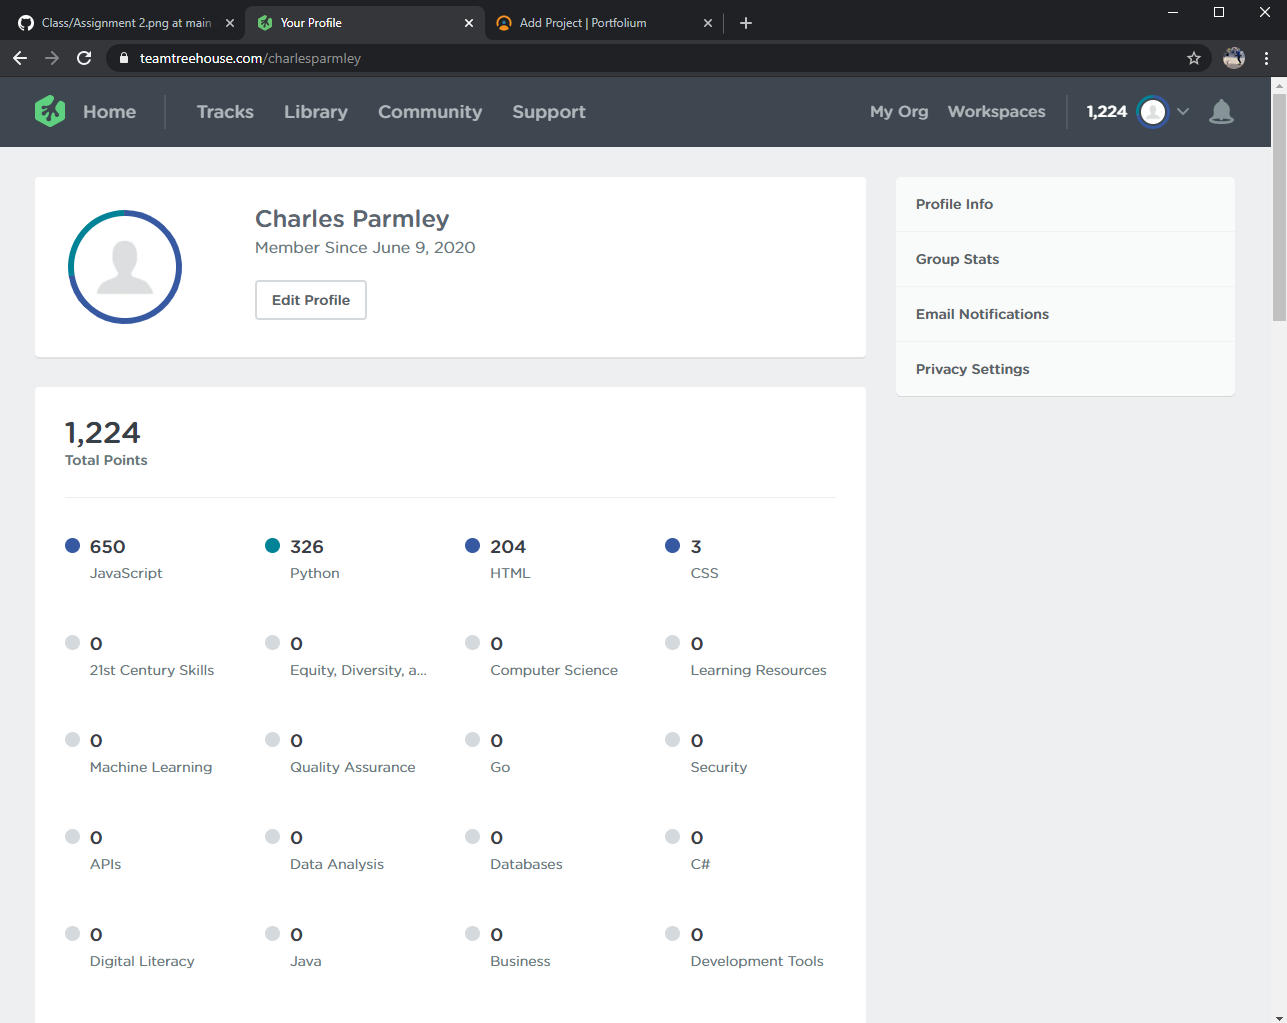 Class/Assignment 2.png at main
Your Profile
Add Project | Portfolium
teamtreehouse.com/charlesparmley
Home Tracks Library Community Support My Org Workspaces 1,224
Charles Parmley
Member Since June 9, 2020
Edit Profile
Profile Info
Group Stats
Email Notifications
Privacy Settings
1,224
Total Points
650 326 204 3
JavaScript Python HTML CSS
0 0 0 0
21st Century Skills Equity, Diversity, a... Computer Science Learning Resources
0 0 0 0
Machine Learning Quality Assurance Go Security
0 0 0 0
APIs Data Analysis Databases C#
0 0 0 0
Digital Literacy Java Business Development Tools